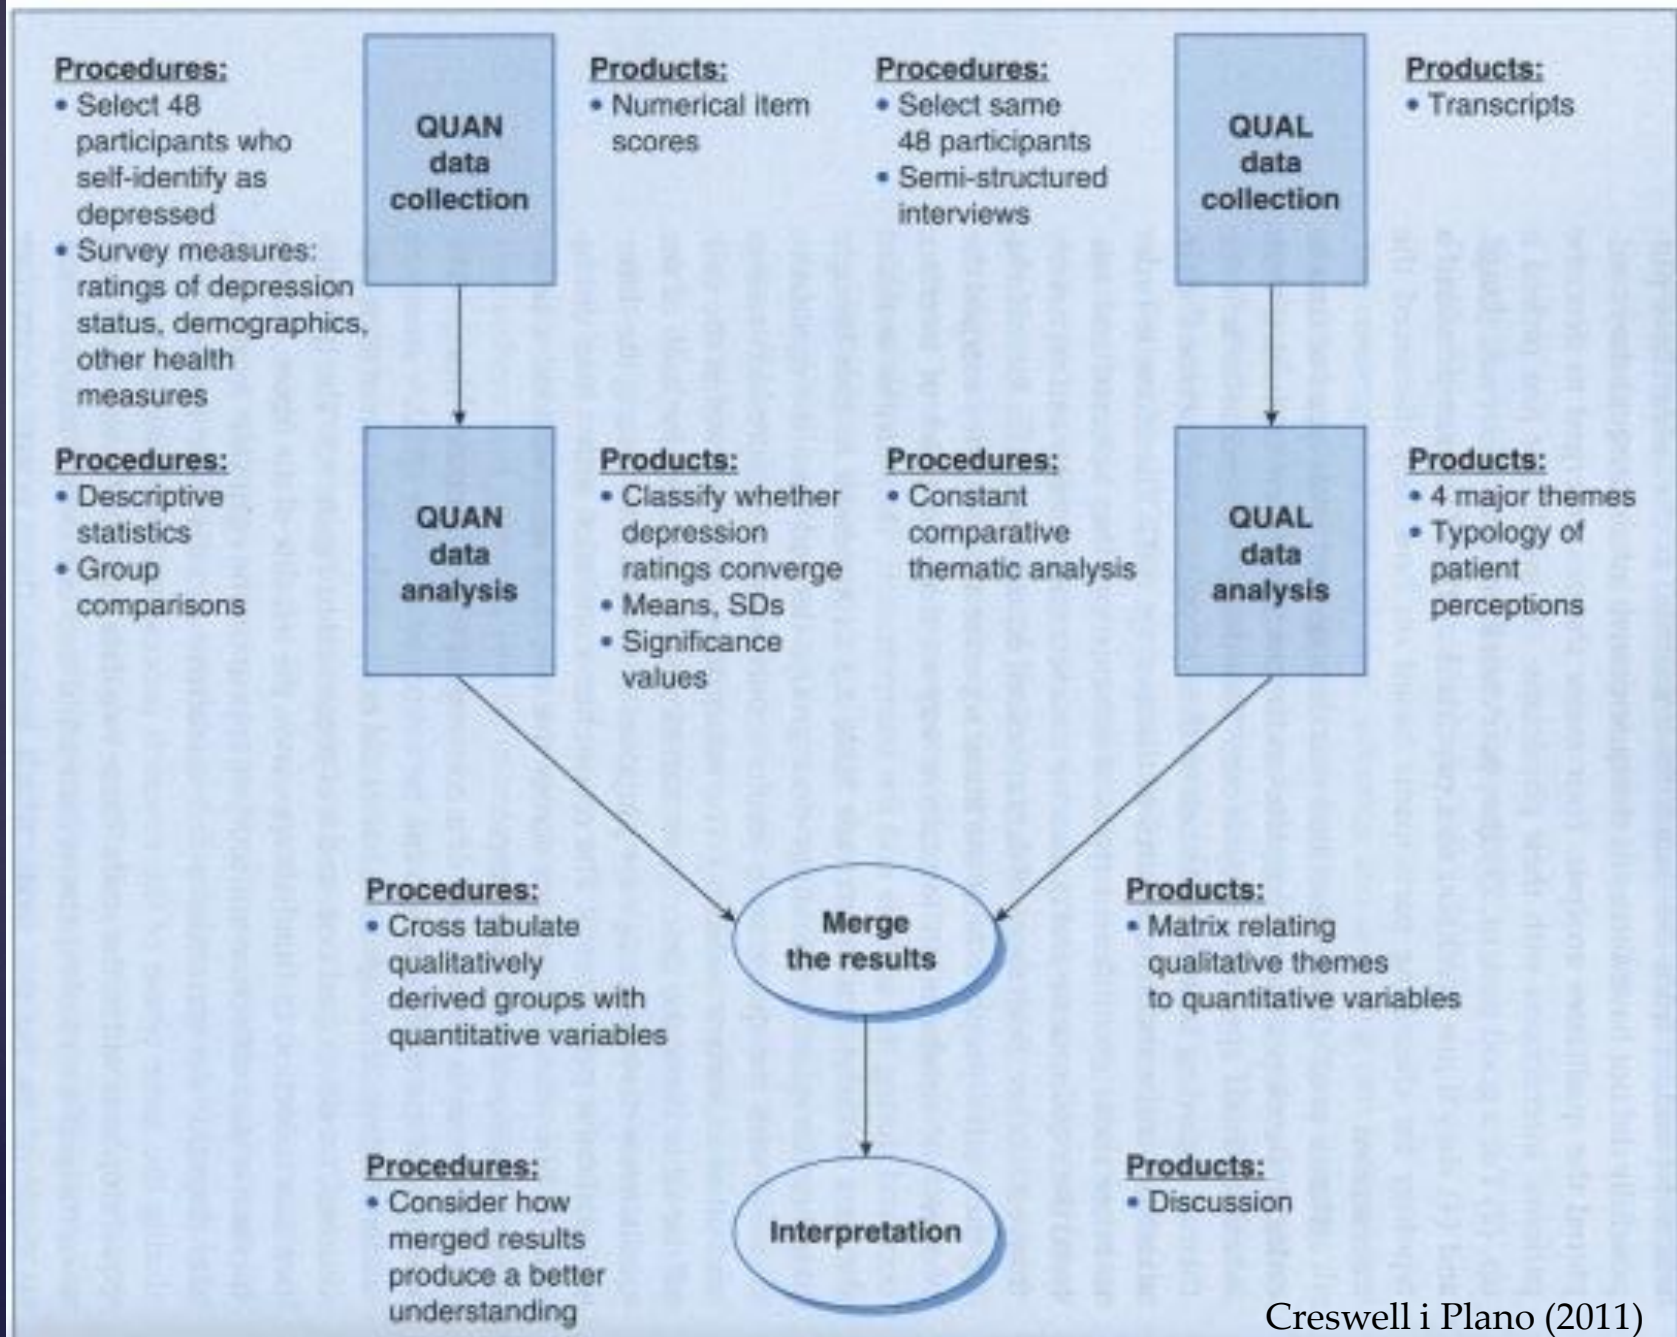 Procedures:
• Select 48
participants who
self-identify as
depressed
• Survey measures:
ratings of depression
status, demographics,
other health
measures
QUAN
data
collection
Products:
• Numerical item
scores
Procedures:
• Select same
48 participants
• Semi-structured
interviews
QUAL
data
collection
Products:
• Transcripts
Procedures:
• Descriptive
statistics
• Group
comparisons
QUAN
data
analysis
Products:
• Classify whether
depression
ratings converge
• Means, SDs
• Significance
values
Procedures:
• Constant
comparative
thematic analysis
QUAL
data
analysis
Products:
• 4 major themes
• Typology of
patient
perceptions
Procedures:
• Cross tabulate
qualitatively
derived groups with
quantitative variables
Merge
the results
Products:
• Matrix relating
qualitative themes
to quantitative variables
Procedures:
• Consider how
merged results
produce a better
understanding
Interpretation
Products:
• Discussion
Creswell i Plano (2011)